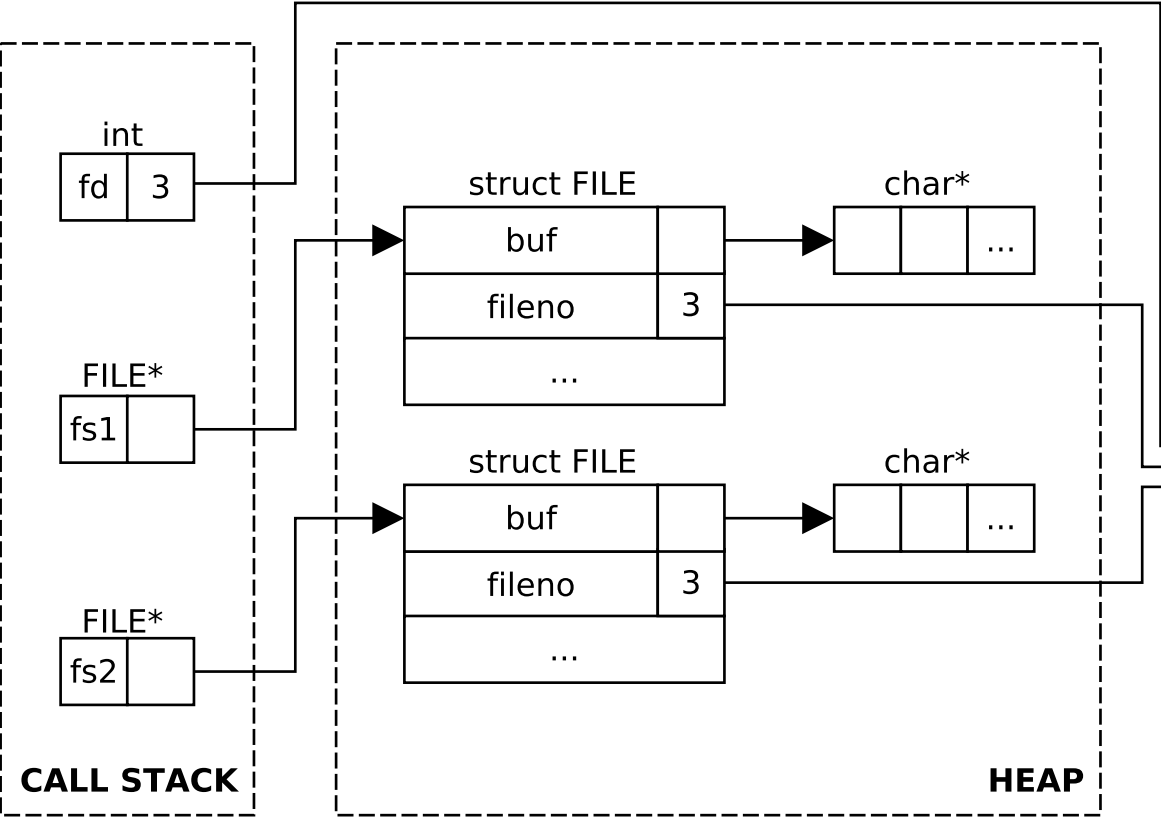 int
fd 3
struct FILE
char*
buf
...
fileno 3
...
FILE*
fs1
struct FILE
char*
buf
...
fileno 3
...
FILE*
fs2
CALL STACK
HEAP